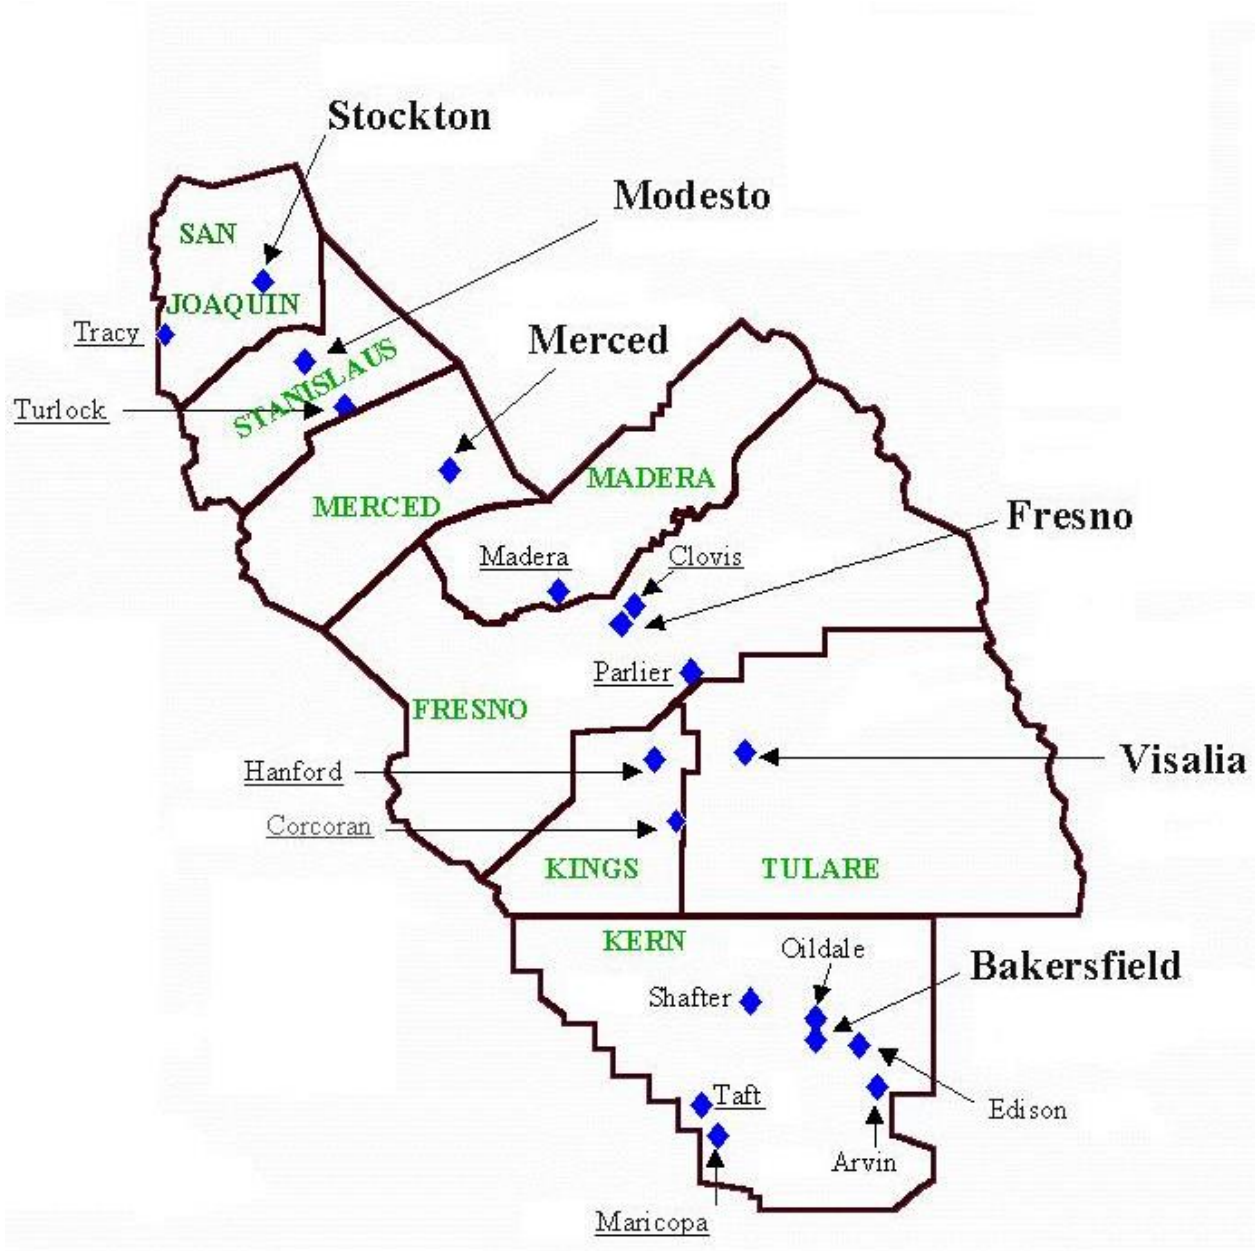 Stockton
Modesto
SAN
JOAQUIN
Tracy
Merced
STANISLAUS
Turlock
MADERA
MERCED
Fresno
Madera
Clovis
Parlier
FRESNO
Visalia
Hanford
Corcoran
KINGS
TULARE
KERN
Oildale
Bakersfield
Shafter
Taft
Edison
Arvin
Maricopa